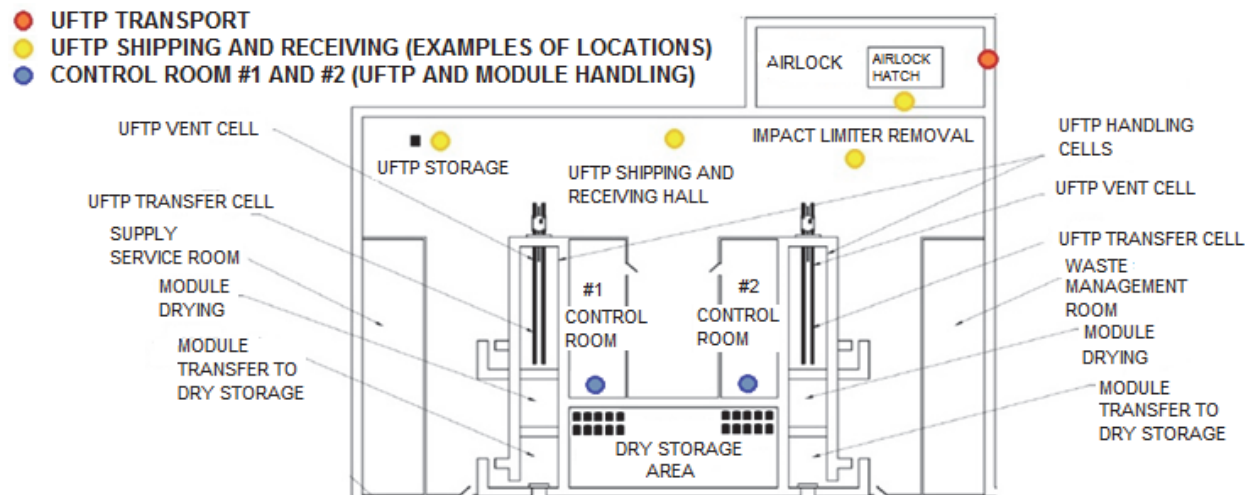 UFTP TRANSPORT
UFTP SHIPPING AND RECEIVING (EXAMPLES OF LOCATIONS)
CONTROL ROOM #1 AND #2 (UFTP AND MODULE HANDLING)
AIRLOCK
AIRLOCK
HATCH
UFTP VENT CELL
UFTP STORAGE
UFTP SHIPPING AND
RECEIVING HALL
IMPACT LIMITER REMOVAL
UFTP HANDLING
CELLS
UFTP VENT CELL
UFTP TRANSFER CELL
UFTP TRANSFER CELL
SUPPLY
SERVICE ROOM
WASTE
MANAGEMENT
ROOM
MODULE
DRYING
#1
CONTROL
ROOM
#2
CONTROL
ROOM
MODULE
DRYING
MODULE
TRANSFER TO
DRY STORAGE
MODULE
TRANSFER TO
DRY STORAGE
DRY STORAGE
AREA